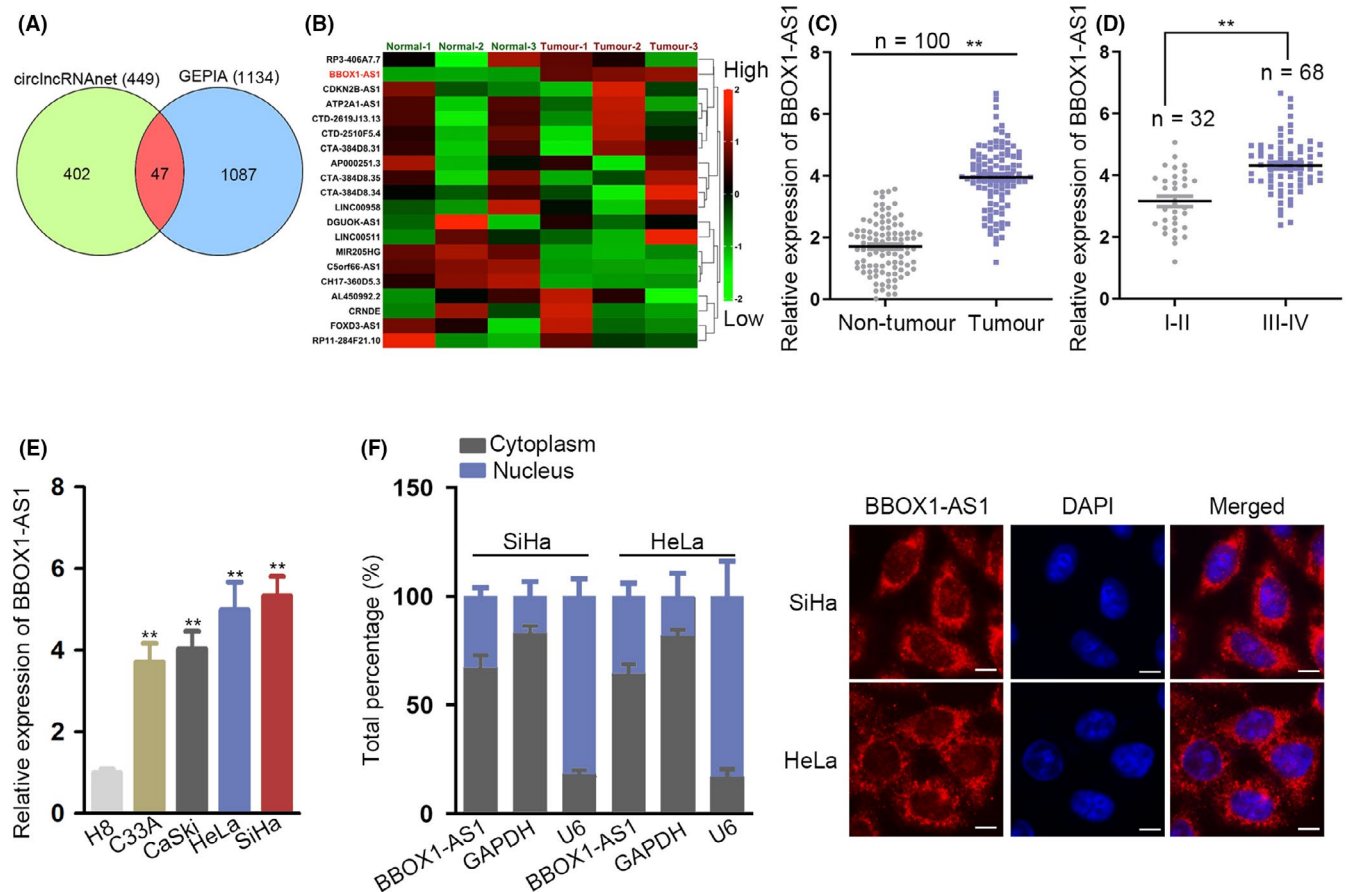 (A)
circlncRNAnet (449)
GEPIA (1134)
402
47
1087
(B)
Normal-1 Normal-2 Normal-3 Tumour-1 Tumour-2 Tumour-3
RP3-406A7.7
BBOX1-AS1
CDKN2B-AS1
ATP2A1-AS1
CTD-2619J13.13
CTD-2510F5.4
CTA-384D8.31
AP000251.3
CTA-384D8.35
CTA-384D8.34
LINC00958
DGUOK-AS1
LINC00511
MIR205HG
C5orf66-AS1
CH17-360D5.3
AL450992.2
CRNDE
FOXD3-AS1
RP11-284F21.10
High
2
1
0
-1
-2
Low
(C)
Relative expression of BBOX1-AS1
n = 100 **
8
6
4
2
0
Non-tumour Tumour
(D)
Relative expression of BBOX1-AS1
**
n = 68
n = 32
8
6
4
2
0
I-II III-IV
(E)
Relative expression of BBOX1-AS1
8
6
4
2
0
**
**
**
**
H8
C33A
CaSki
HeLa
SiHa
(F)
Cytoplasm
Nucleus
Total percentage (%)
150
100
50
0
SiHa
HeLa
BBOX1-AS1
GAPDH
U6
BBOX1-AS1
GAPDH
U6
BBOX1-AS1 DAPI Merged
SiHa
HeLa